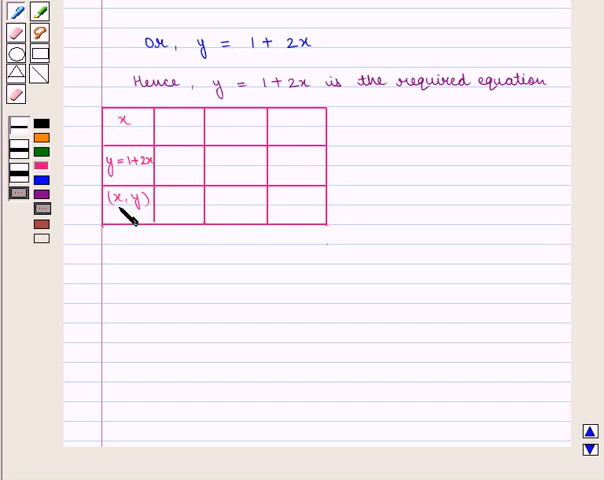 Or, y = 1 + 2x
Hence, y = 1+2x is the required equation
x
y = 1+2x
(x, y)